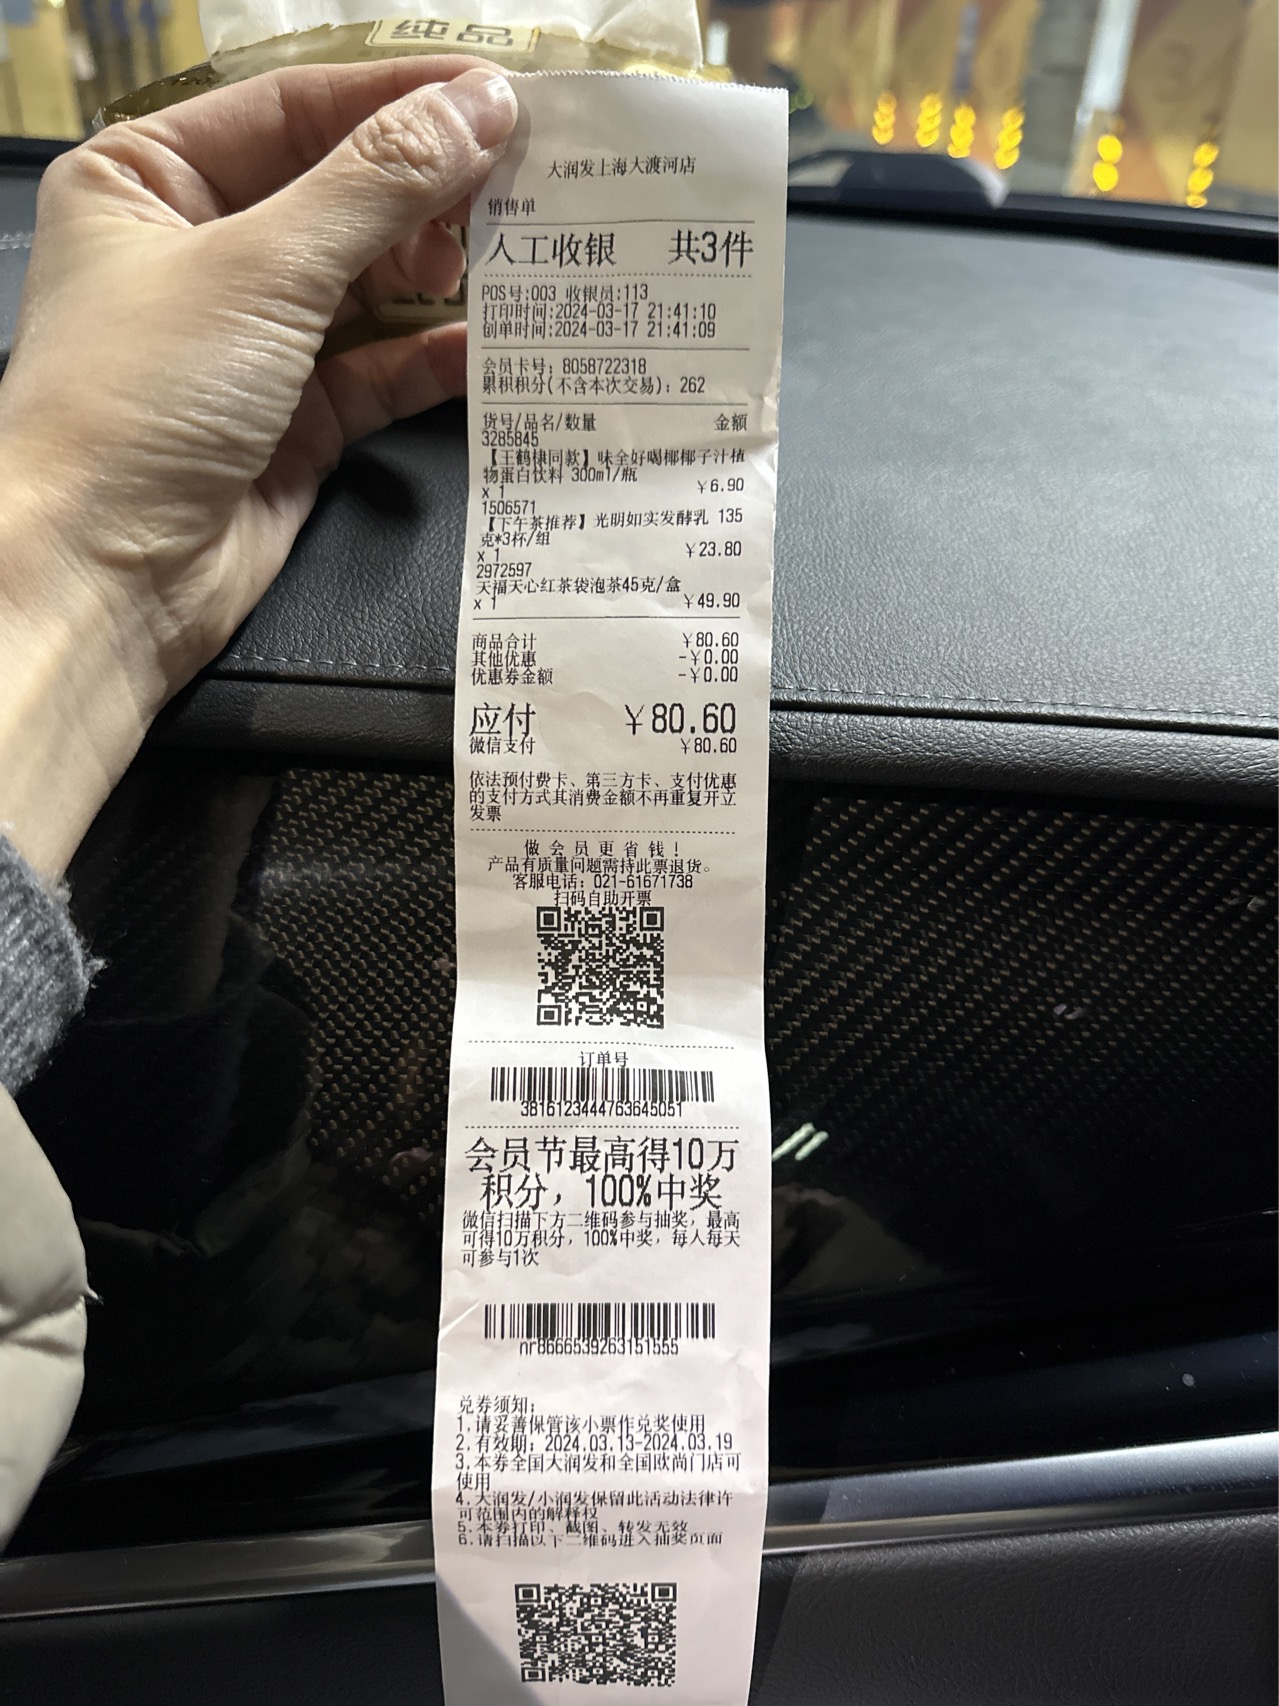 纯品
大润发上海大渡河店
销售单
人工收银 共3件
POS号:003 收银员:113
打印时间:2024-03-17 21:41:10
创单时间:2024-03-17 21:41:09
会员卡号: 8058722318
累积积分(不含本次交易): 262
货号/品名/数量 金额
3285845
【王鹤棣同款】味全好喝椰椰子汁植
物蛋白饮料 300ml/瓶
x 1 ￥6.90
1506571
【下午茶推荐】光明如实发酵乳 135
克*3杯/组
x 1 ￥23.80
2972597
天福天心红茶袋泡茶45克/盒
x 1 ￥49.90
商品合计 ￥80.60
其他优惠 -￥0.00
优惠券金额 -￥0.00
应付 ￥80.60
微信支付 ￥80.60
依法预付费卡、第三方卡、支付优惠
的支付方式其消费金额不再重复开立
发票
做会员更省钱！
产品有质量问题需持此票退货。
客服电话: 021-61671738
扫码自助开票
订单号
3816123444763645051
会员节最高得10万
积分，100%中奖
微信扫描下方二维码参与抽奖，最高
可得10万积分，100%中奖，每人每天
可参与1次
nr8666539263151555
兑券须知:
1.请妥善保管该小票作兑奖使用
2.有效期: 2024.03.13-2024.03.19
3.本券全国大润发和全国欧尚门店可
使用
4.大润发/小润发保留此活动法律许
可范围内的解释权
5.本券打印、截图、转发无效
6.请扫描以下二维码进入抽奖页面